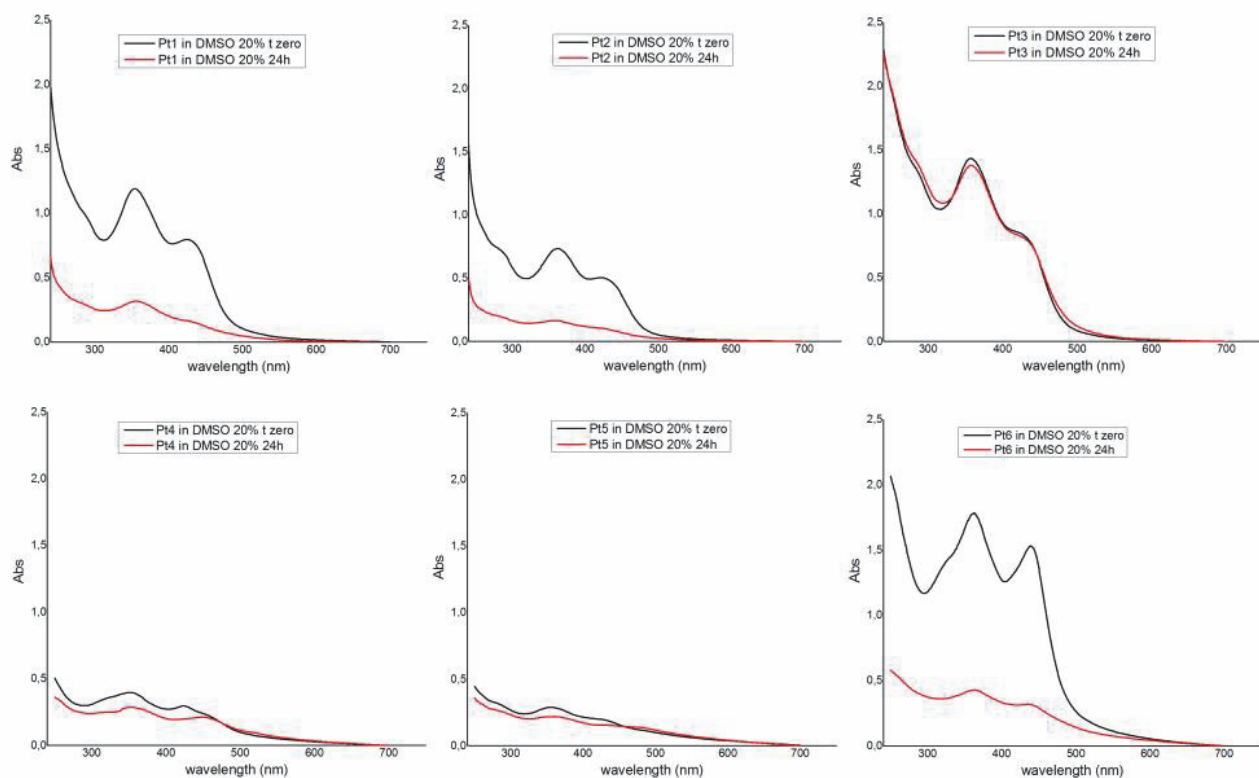 Pt1 in DMSO 20% t zero
Pt1 in DMSO 20% 24h
2,5
2,0
1,5
1,0
0,5
0,0
Abs
300 400 500 600 700
wavelength (nm)
Pt2 in DMSO 20% t zero
Pt2 in DMSO 20% 24h
2,5
2,0
1,5
1,0
0,5
0,0
Abs
300 400 500 600 700
wavelength (nm)
Pt3 in DMSO 20% t zero
Pt3 in DMSO 20% 24h
2,5
2,0
1,5
1,0
0,5
0,0
Abs
300 400 500 600 700
wavelength (nm)
Pt4 in DMSO 20% t zero
Pt4 in DMSO 20% 24h
2,5
2,0
1,5
1,0
0,5
0,0
Abs
300 400 500 600 700
wavelength (nm)
Pt5 in DMSO 20% t zero
Pt5 in DMSO 20% 24h
2,5
2,0
1,5
1,0
0,5
0,0
Abs
300 400 500 600 700
wavelength (nm)
Pt6 in DMSO 20% t zero
Pt6 in DMSO 20% 24h
2,5
2,0
1,5
1,0
0,5
0,0
Abs
300 400 500 600 700
wavelength (nm)